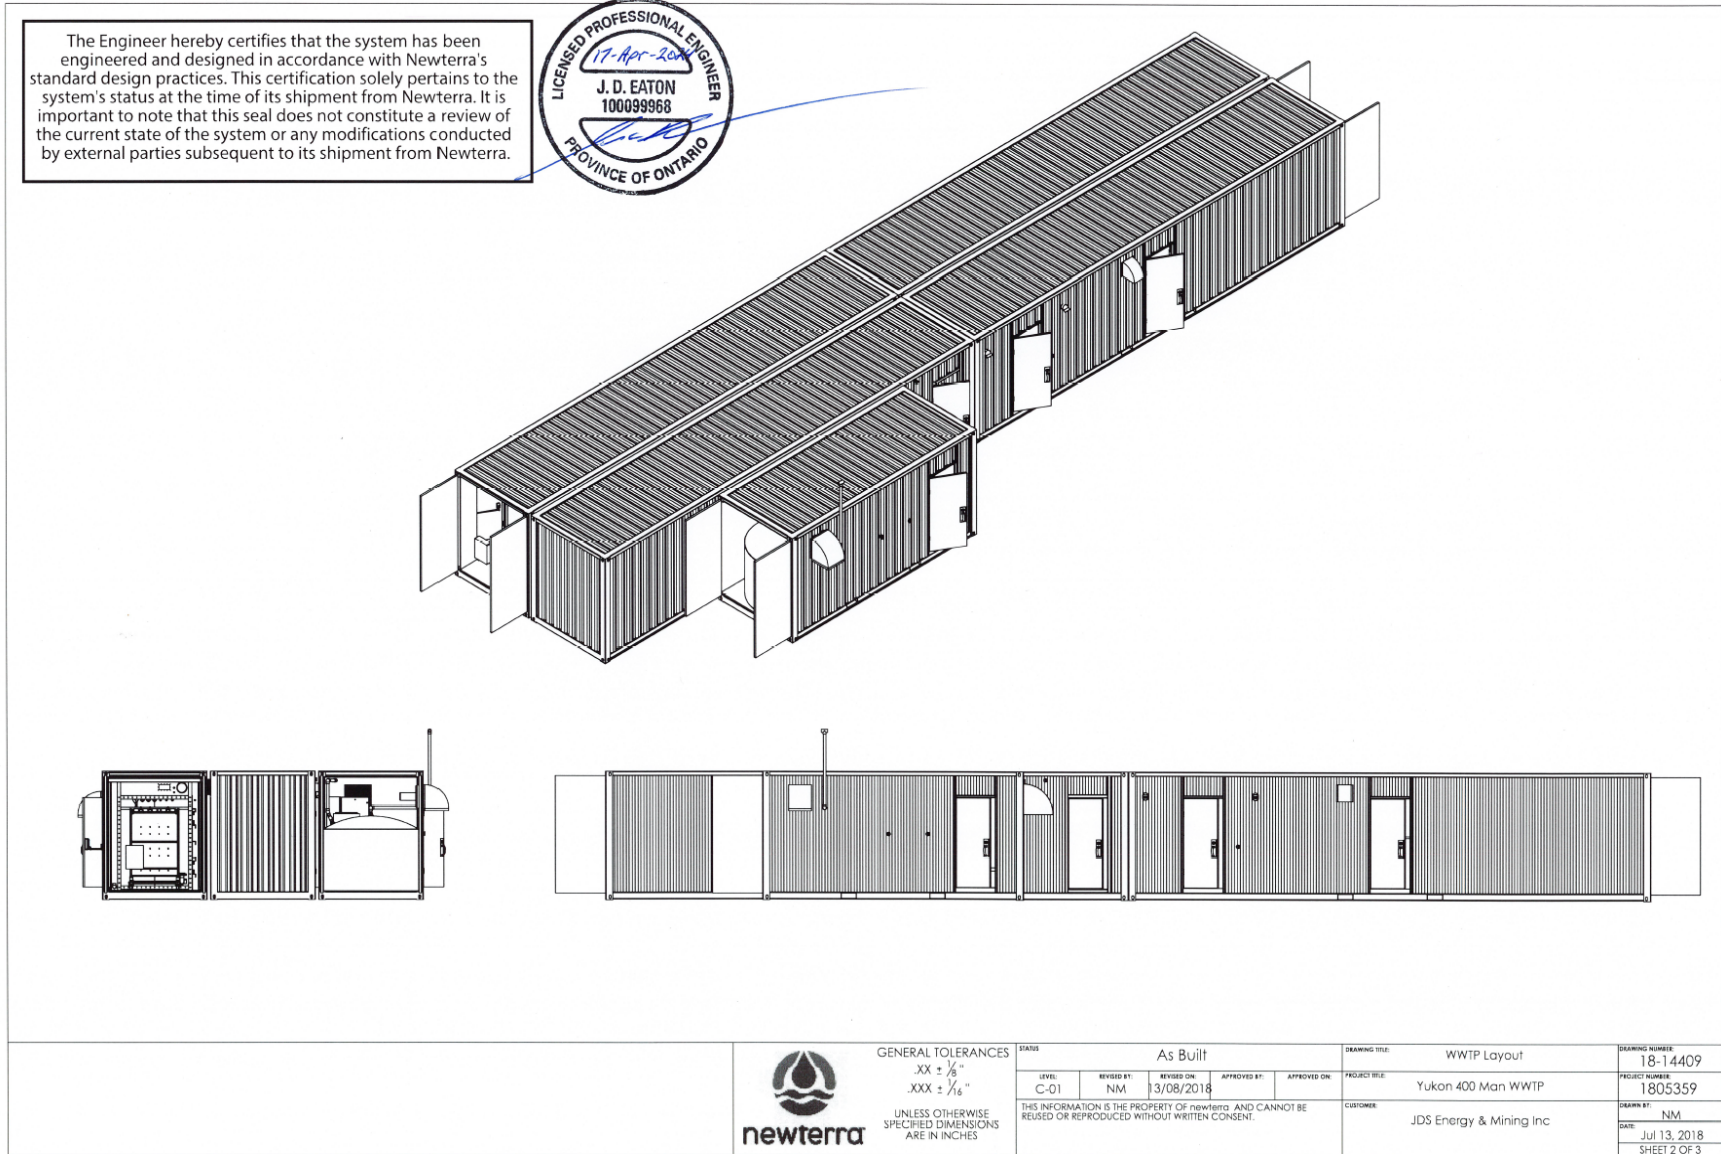 The Engineer hereby certifies that the system has been
engineered and designed in accordance with Newterra's
standard design practices. This certification solely pertains to the
system's status at the time of its shipment from Newterra. It is
important to note that this seal does not constitute a review of
the current state of the system or any modifications conducted
by external parties subsequent to its shipment from Newterra.
LICENSED PROFESSIONAL ENGINEER
17-Apr-2024
J. D. EATON
100099968
PROVINCE OF ONTARIO
newterra
GENERAL TOLERANCES
.XX ± 1/8"
.XXX ± 1/16"
UNLESS OTHERWISE
SPECIFIED DIMENSIONS
ARE IN INCHES
STATUS
As Built
LEVEL:
C-01
REVISED BY:
NM
REVISED ON:
13/08/2018
APPROVED BY:
APPROVED ON:
THIS INFORMATION IS THE PROPERTY OF newterra AND CANNOT BE
REUSED OR REPRODUCED WITHOUT WRITTEN CONSENT.
DRAWING TITLE:
WWTP Layout
PROJECT TITLE:
Yukon 400 Man WWTP
CUSTOMER:
JDS Energy & Mining Inc
DRAWING NUMBER:
18-14409
PROJECT NUMBER:
1805359
DRAWN BY:
NM
DATE:
Jul 13, 2018
SHEET 2 OF 3